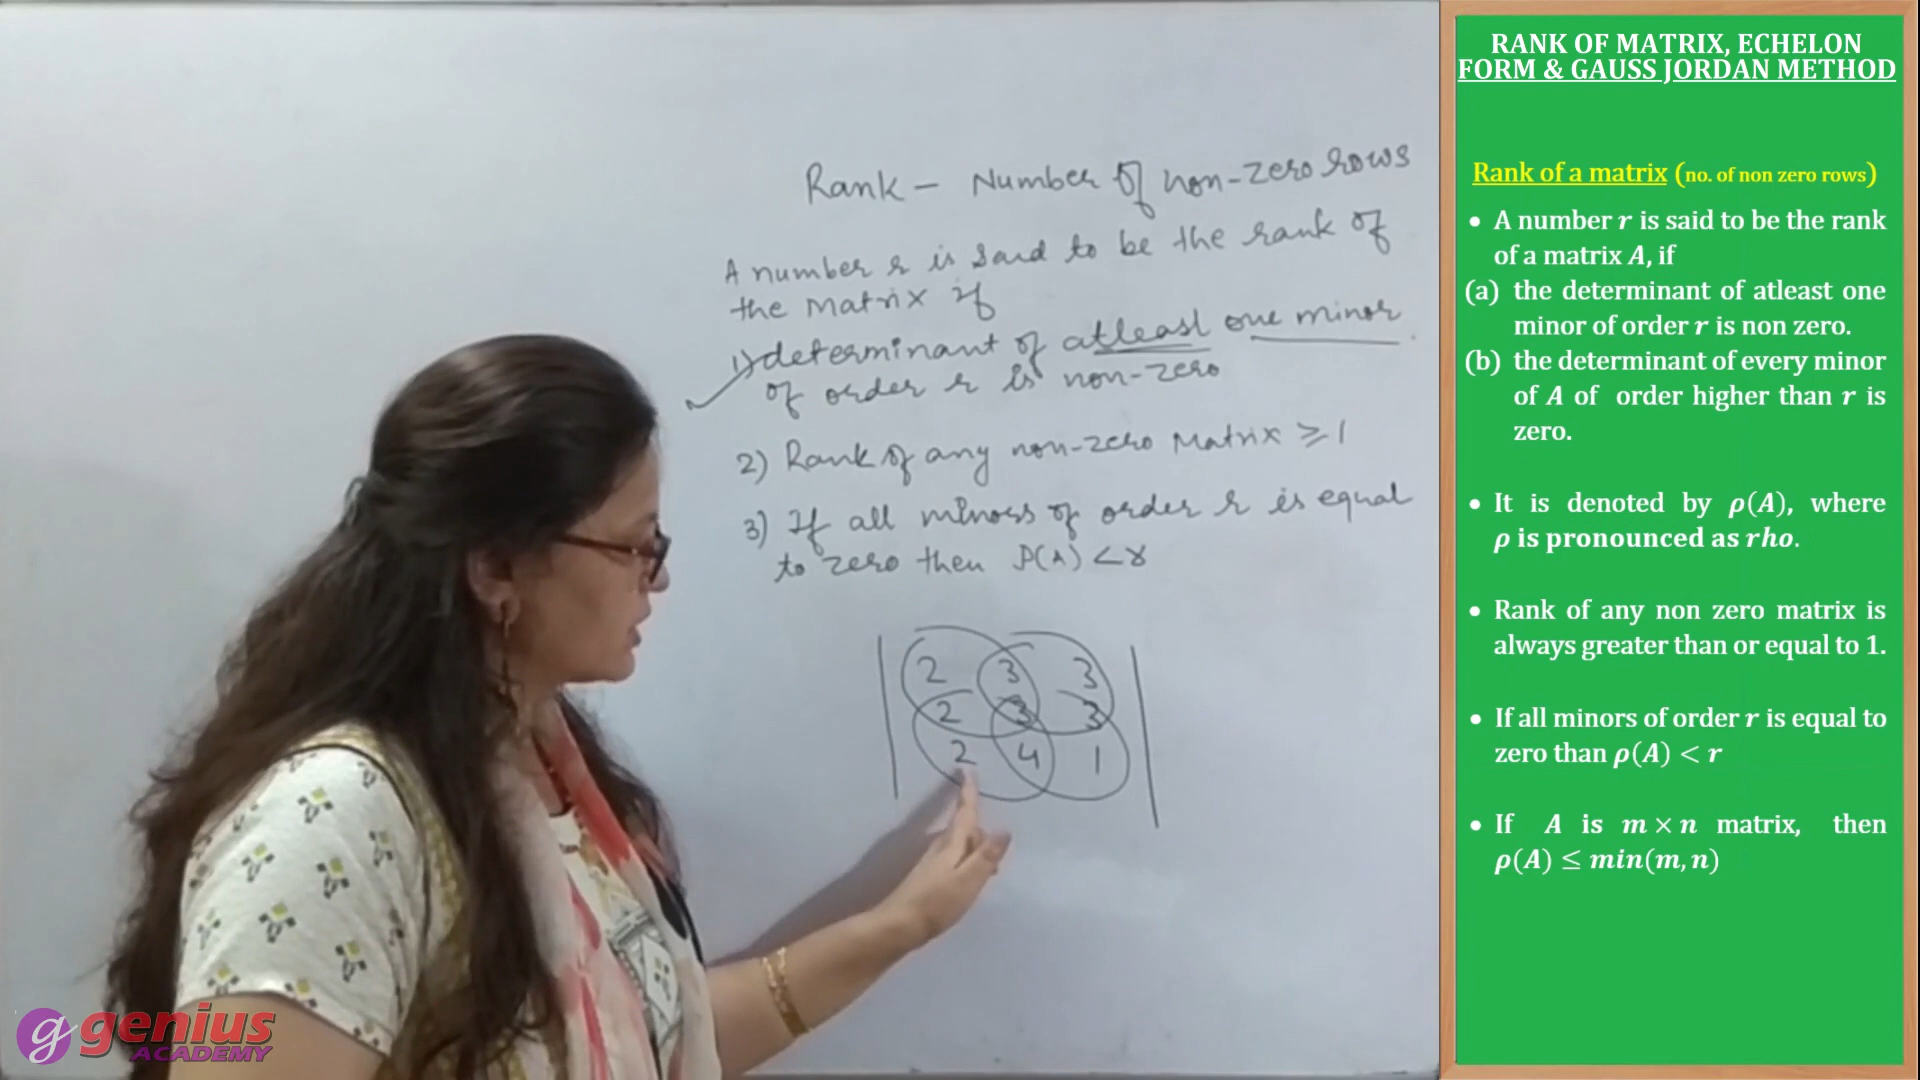 Rank - Number of non-zero rows
A number r is said to be the rank of
the Matrix if
1) determinant of atleast one minor
of order r is non-zero
2) Rank of any non-zero Matrix ≥ 1
3) If all minors of order r is equal
to zero then ρ(A) < r
2 3 3
2 3 3
2 4 1
genius
ACADEMY
RANK OF MATRIX, ECHELON
FORM & GAUSS JORDAN METHOD
Rank of a matrix (no. of non zero rows)
• A number r is said to be the rank
of a matrix A, if
(a) the determinant of atleast one
minor of order r is non zero.
(b) the determinant of every minor
of A of order higher than r is
zero.
• It is denoted by ρ(A), where
ρ is pronounced as rho.
• Rank of any non zero matrix is
always greater than or equal to 1.
• If all minors of order r is equal to
zero than ρ(A) < r
• If A is m × n matrix, then
ρ(A) ≤ min(m, n)